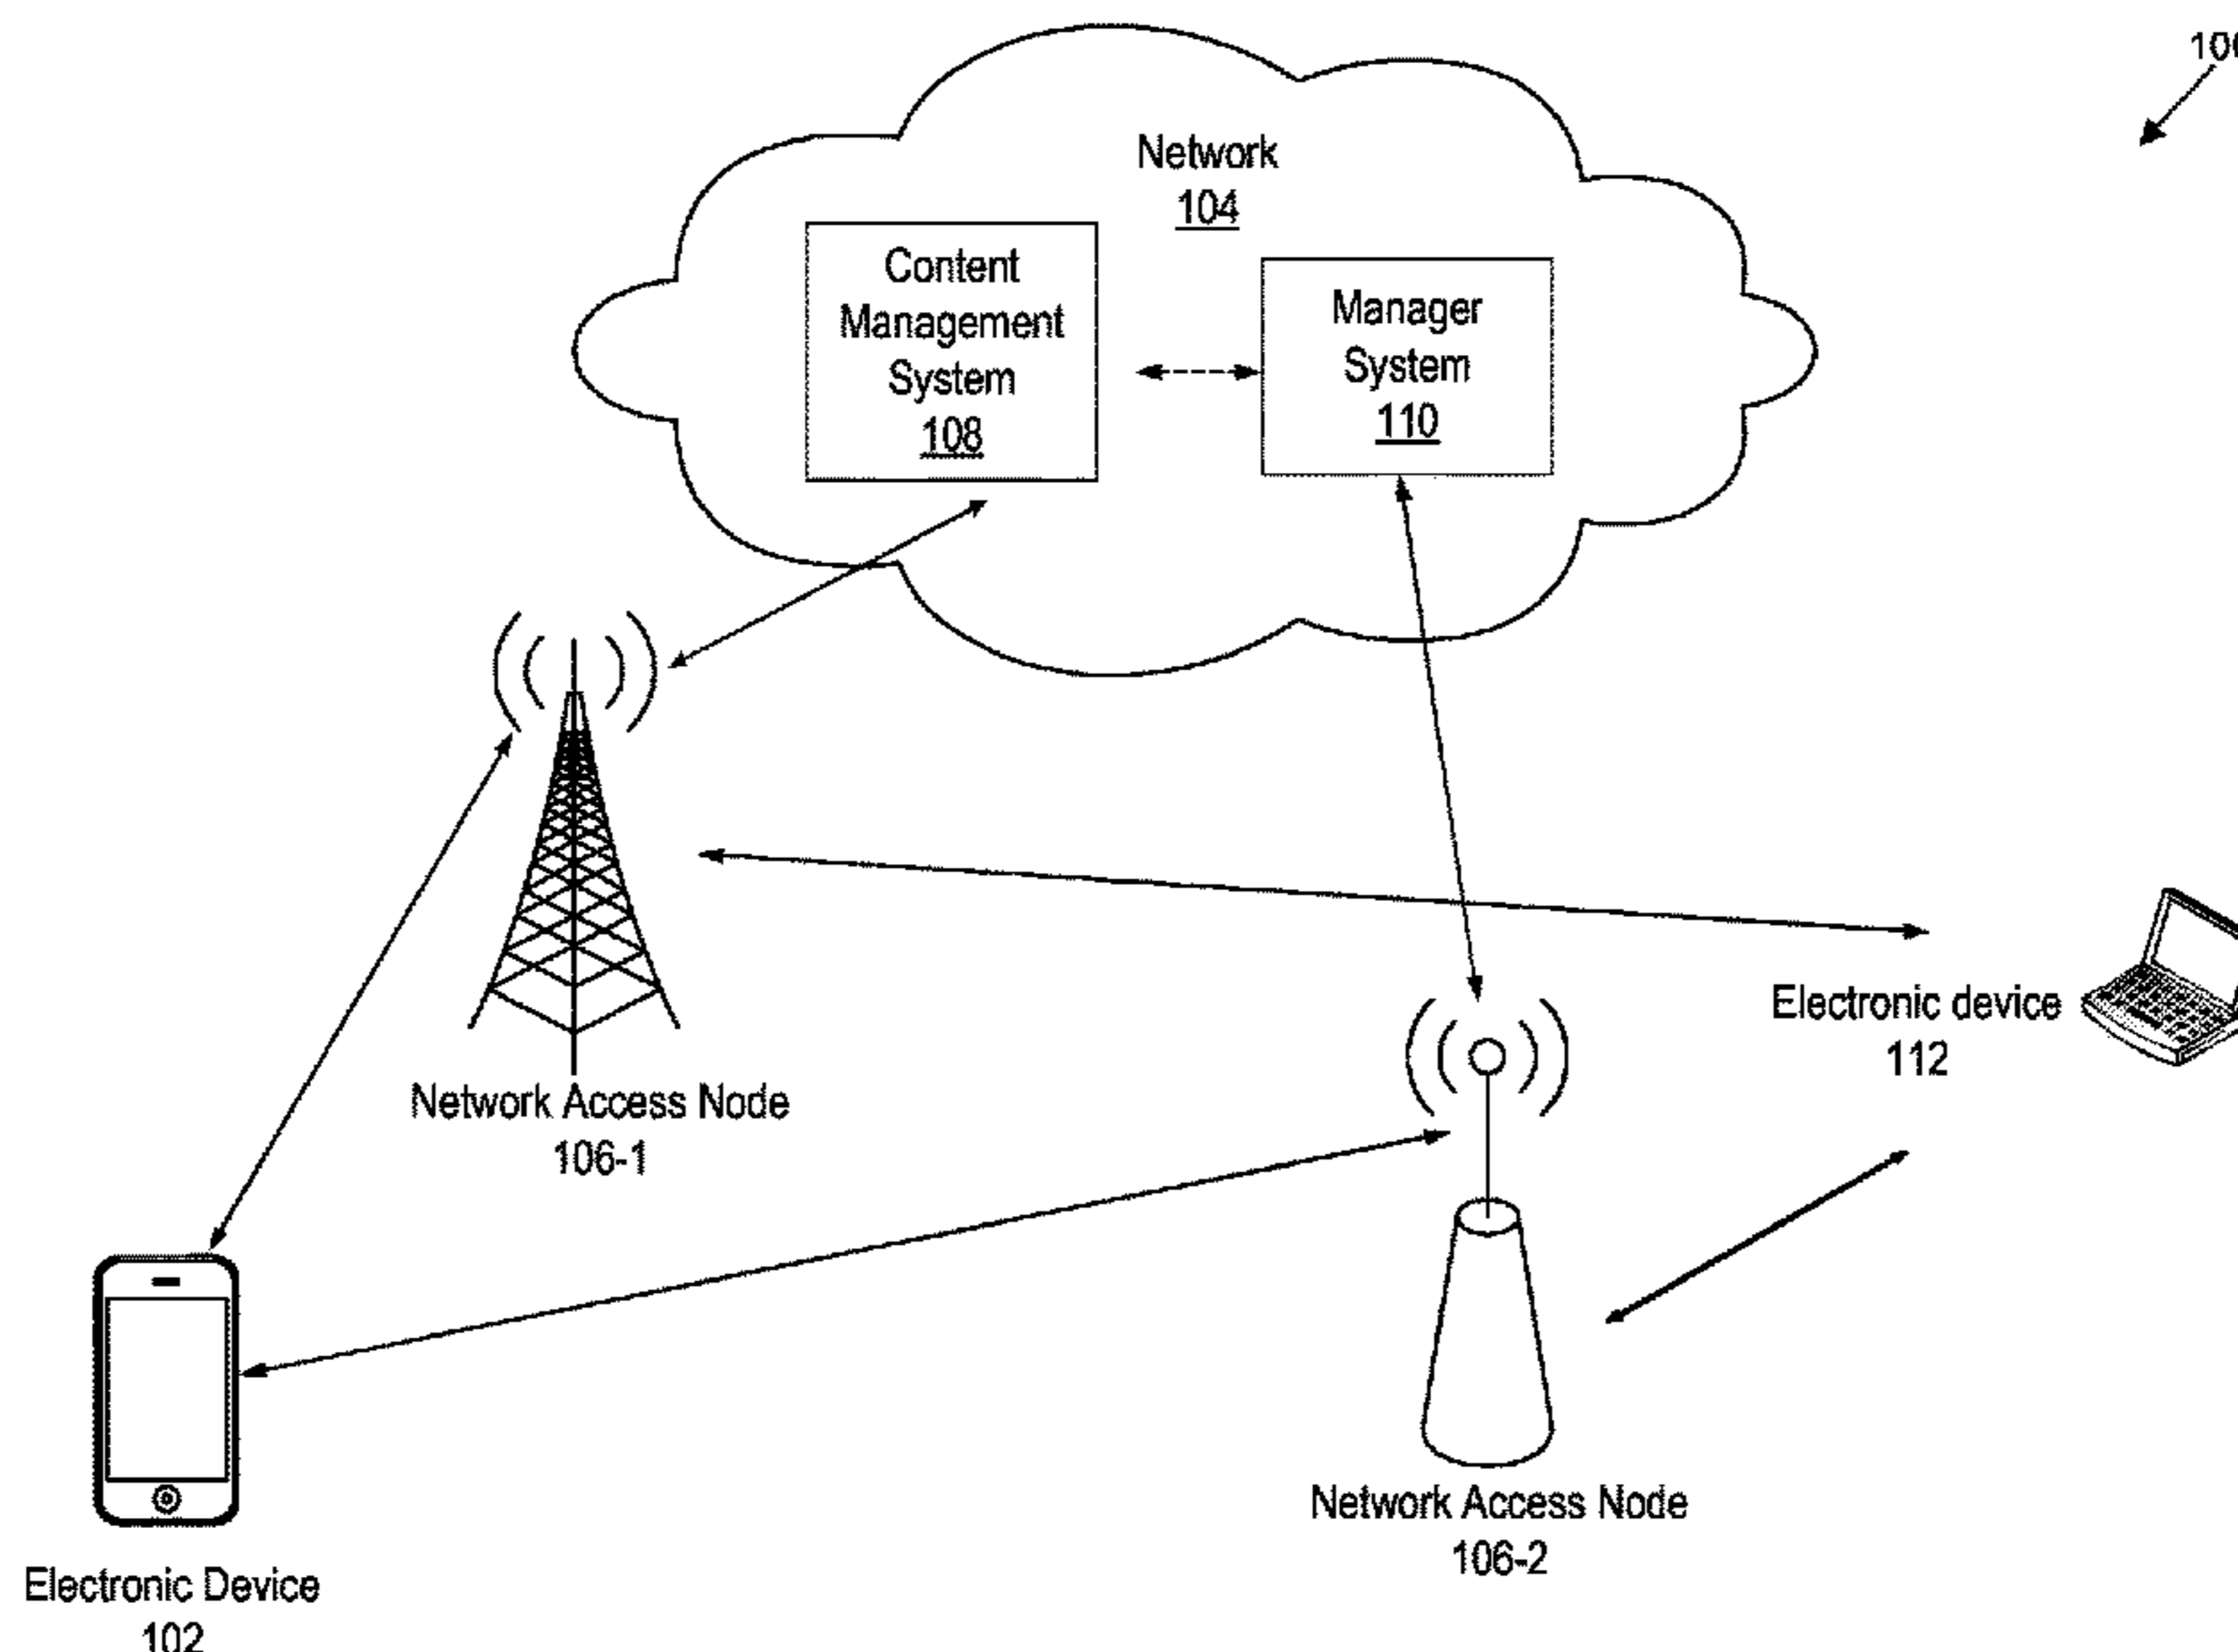 100
Network
104
Content
Management
System
108
Manager
System
110
Electronic device
112
Network Access Node
106-1
Network Access Node
106-2
Electronic Device
102